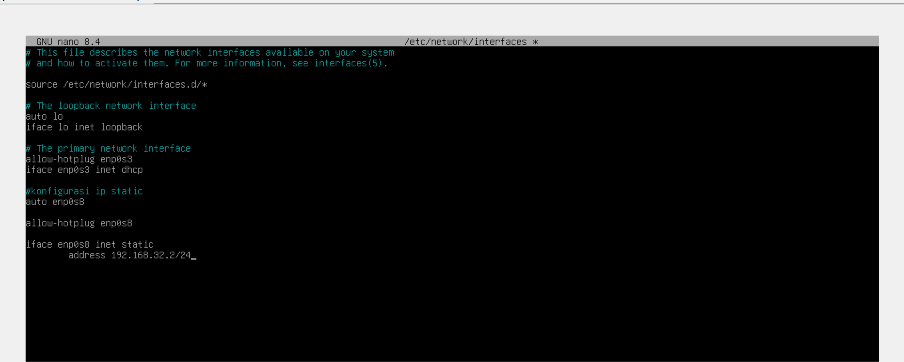 GNU nano 8.4 /etc/network/interfaces *
# This file describes the network interfaces available on your system
# and how to activate them. For more information, see interfaces(5).
source /etc/network/interfaces.d/*
# The loopback network interface
auto lo
iface lo inet loopback
# The primary network interface
allow-hotplug enp0s3
iface enp0s3 inet dhcp
#konfigurasi ip static
auto enp0s8
allow-hotplug enp0s8
iface enp0s8 inet static
address 192.168.32.2/24_